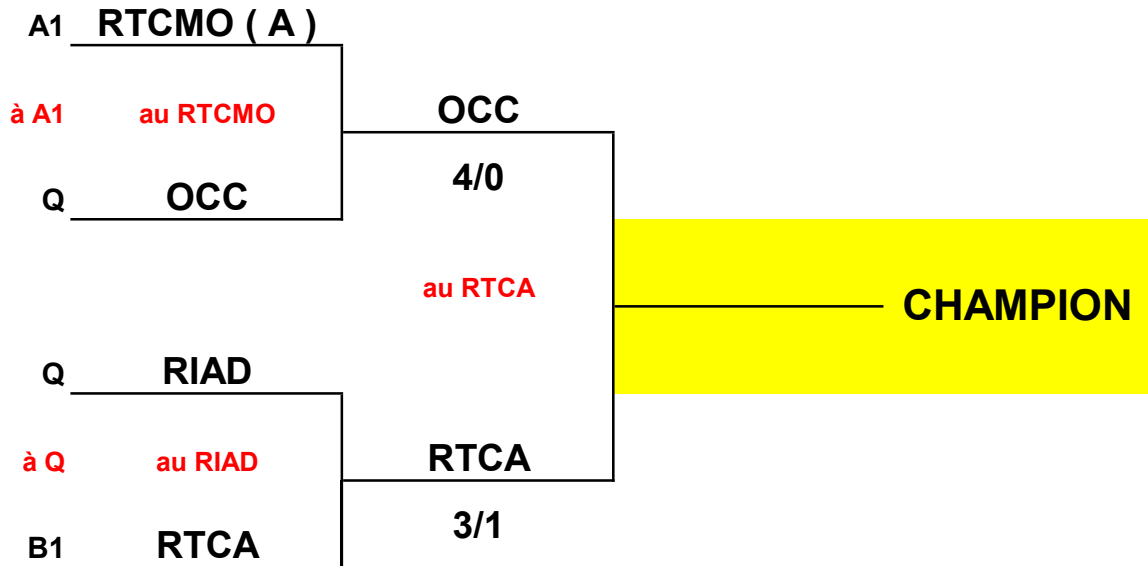 A1 RTCMO ( A )
à A1 au RTCMO
OCC
4/0
Q OCC
au RTCA
CHAMPION
Q RIAD
à Q au RIAD
RTCA
3/1
B1 RTCA